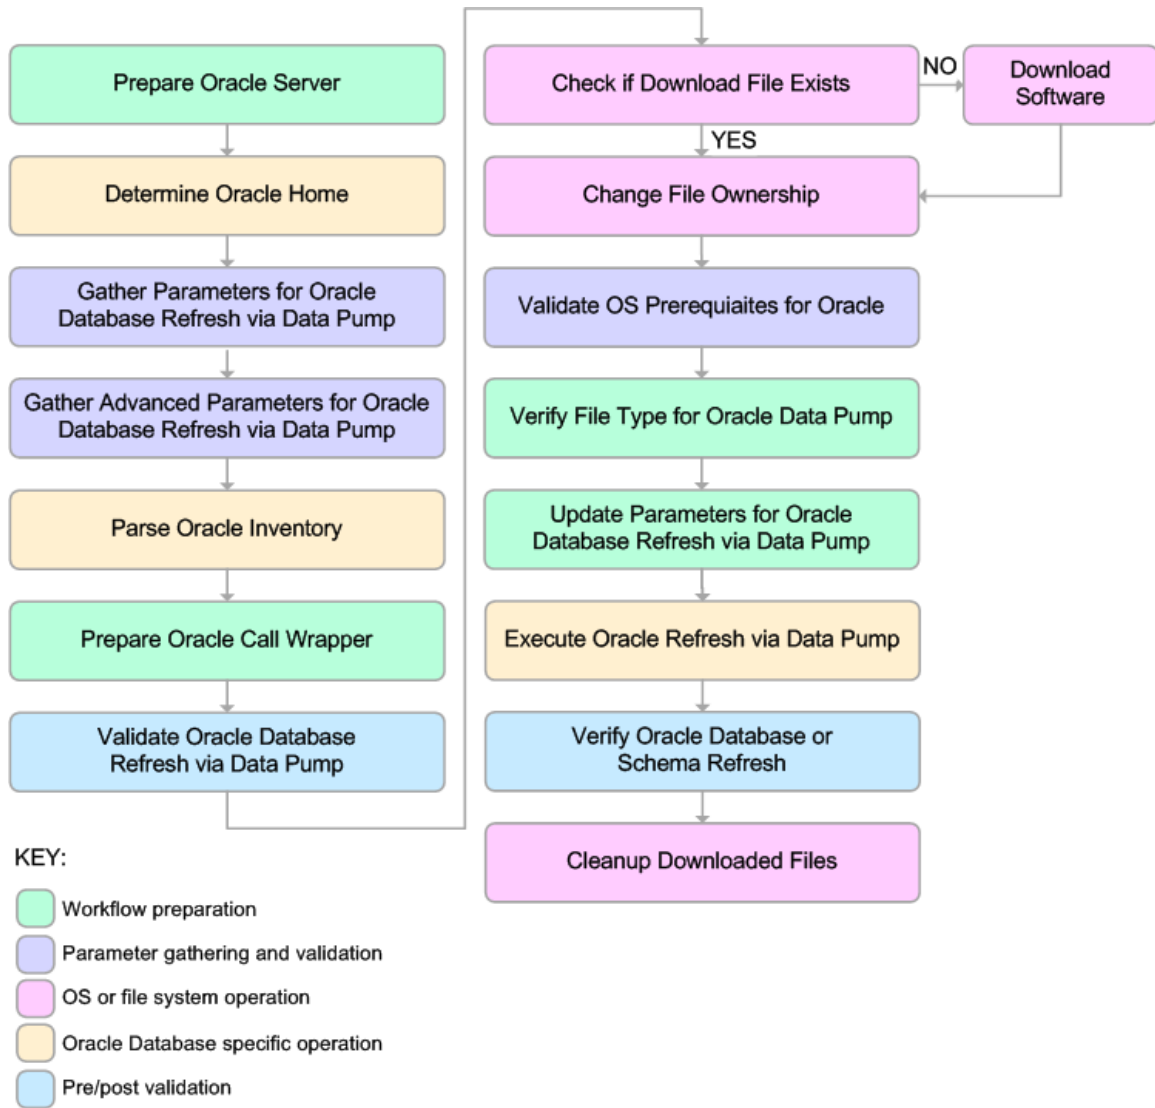 Prepare Oracle Server
Determine Oracle Home
Gather Parameters for Oracle
Database Refresh via Data Pump
Gather Advanced Parameters for Oracle
Database Refresh via Data Pump
Parse Oracle Inventory
Prepare Oracle Call Wrapper
Validate Oracle Database
Refresh via Data Pump
Check if Download File Exists
NO
Download
Software
YES
Change File Ownership
Validate OS Prerequiaites for Oracle
Verify File Type for Oracle Data Pump
Update Parameters for Oracle
Database Refresh via Data Pump
Execute Oracle Refresh via Data Pump
Verify Oracle Database or
Schema Refresh
Cleanup Downloaded Files
KEY:
Workflow preparation
Parameter gathering and validation
OS or file system operation
Oracle Database specific operation
Pre/post validation